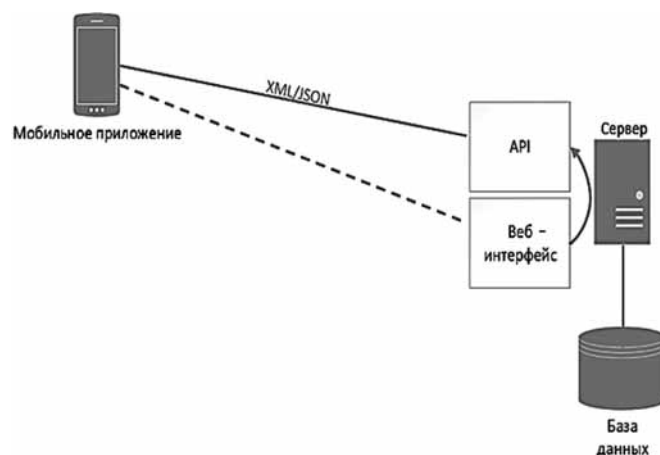 XML/JSON
Мобильное приложение
API
Сервер
Веб –
интерфейс
База
данных